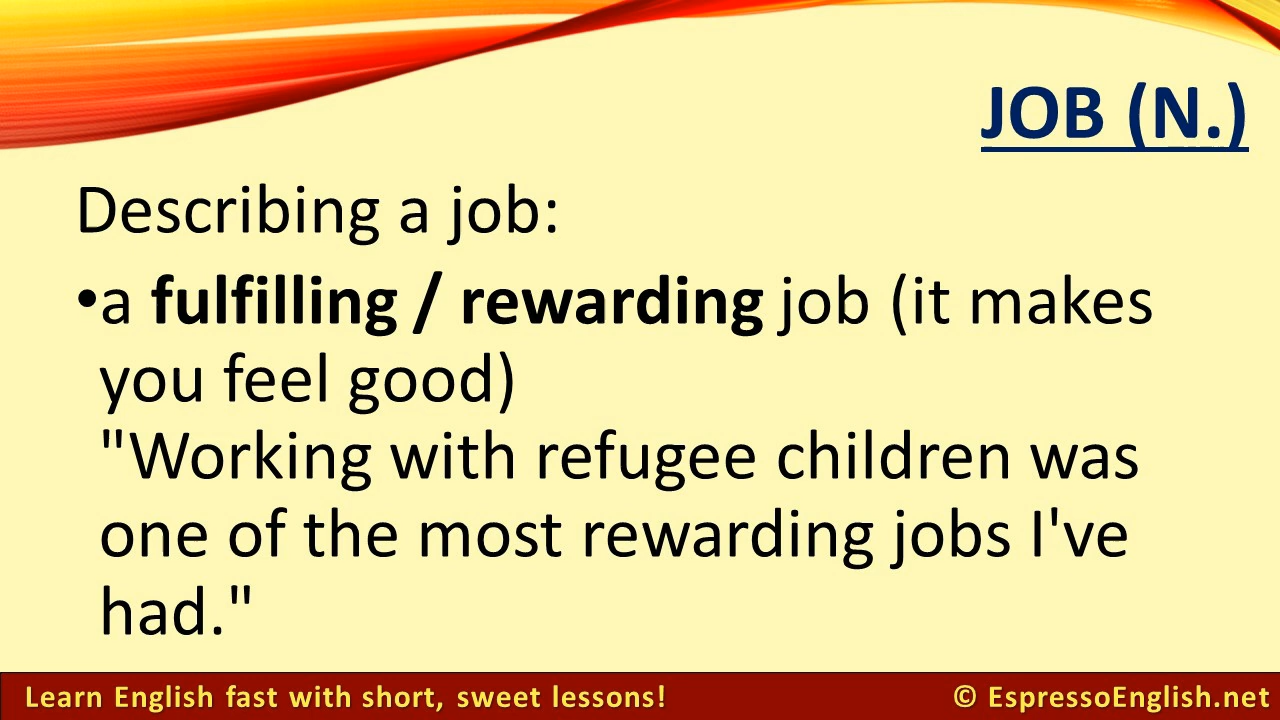 JOB (N.)
Describing a job:
•a fulfilling / rewarding job (it makes
you feel good)
"Working with refugee children was
one of the most rewarding jobs I've
had."
Learn English fast with short, sweet lessons!
© EspressoEnglish.net